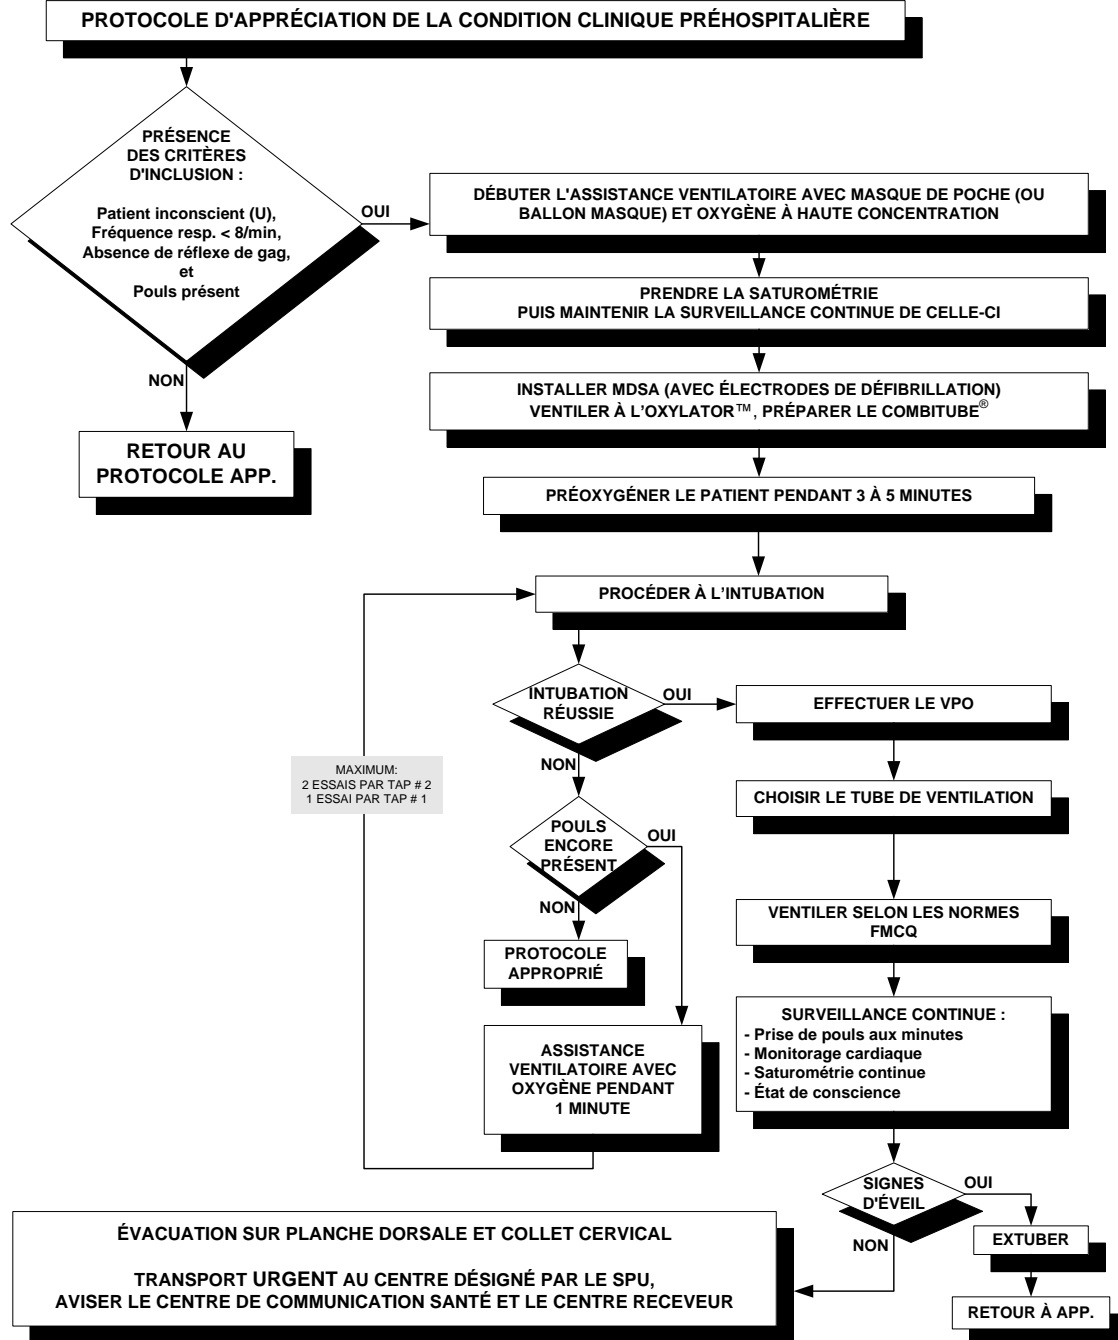 PROTOCOLE D'APPRÉCIATION DE LA CONDITION CLINIQUE PRÉHOSPITALIÈRE
PRÉSENCE
DES CRITÈRES
D'INCLUSION :
Patient inconscient (U),
Fréquence resp. < 8/min,
Absence de réflexe de gag,
et
Pouls présent
OUI
NON
RETOUR AU
PROTOCOLE APP.
DÉBUTER L'ASSISTANCE VENTILATOIRE AVEC MASQUE DE POCHE (OU
BALLON MASQUE) ET OXYGÈNE À HAUTE CONCENTRATION
PRENDRE LA SATUROMÉTRIE
PUIS MAINTENIR LA SURVEILLANCE CONTINUE DE CELLE-CI
INSTALLER MDSA (AVEC ÉLECTRODES DE DÉFIBRILLATION)
VENTILER À L'OXYLATOR™, PRÉPARER LE COMBITUBE®
PRÉOXYGÉNER LE PATIENT PENDANT 3 À 5 MINUTES
PROCÉDER À L'INTUBATION
INTUBATION
RÉUSSIE
OUI
NON
MAXIMUM:
2 ESSAIS PAR TAP # 2
1 ESSAI PAR TAP # 1
POULS
ENCORE
PRÉSENT
OUI
NON
PROTOCOLE
APPROPRIÉ
ASSISTANCE
VENTILATOIRE AVEC
OXYGÈNE PENDANT
1 MINUTE
EFFECTUER LE VPO
CHOISIR LE TUBE DE VENTILATION
VENTILER SELON LES NORMES
FMCQ
SURVEILLANCE CONTINUE :
- Prise de pouls aux minutes
- Monitorage cardiaque
- Saturométrie continue
- État de conscience
SIGNES
D'ÉVEIL
OUI
NON
EXTUBER
RETOUR À APP.
ÉVACUATION SUR PLANCHE DORSALE ET COLLET CERVICAL
TRANSPORT URGENT AU CENTRE DÉSIGNÉ PAR LE SPU,
AVISER LE CENTRE DE COMMUNICATION SANTÉ ET LE CENTRE RECEVEUR